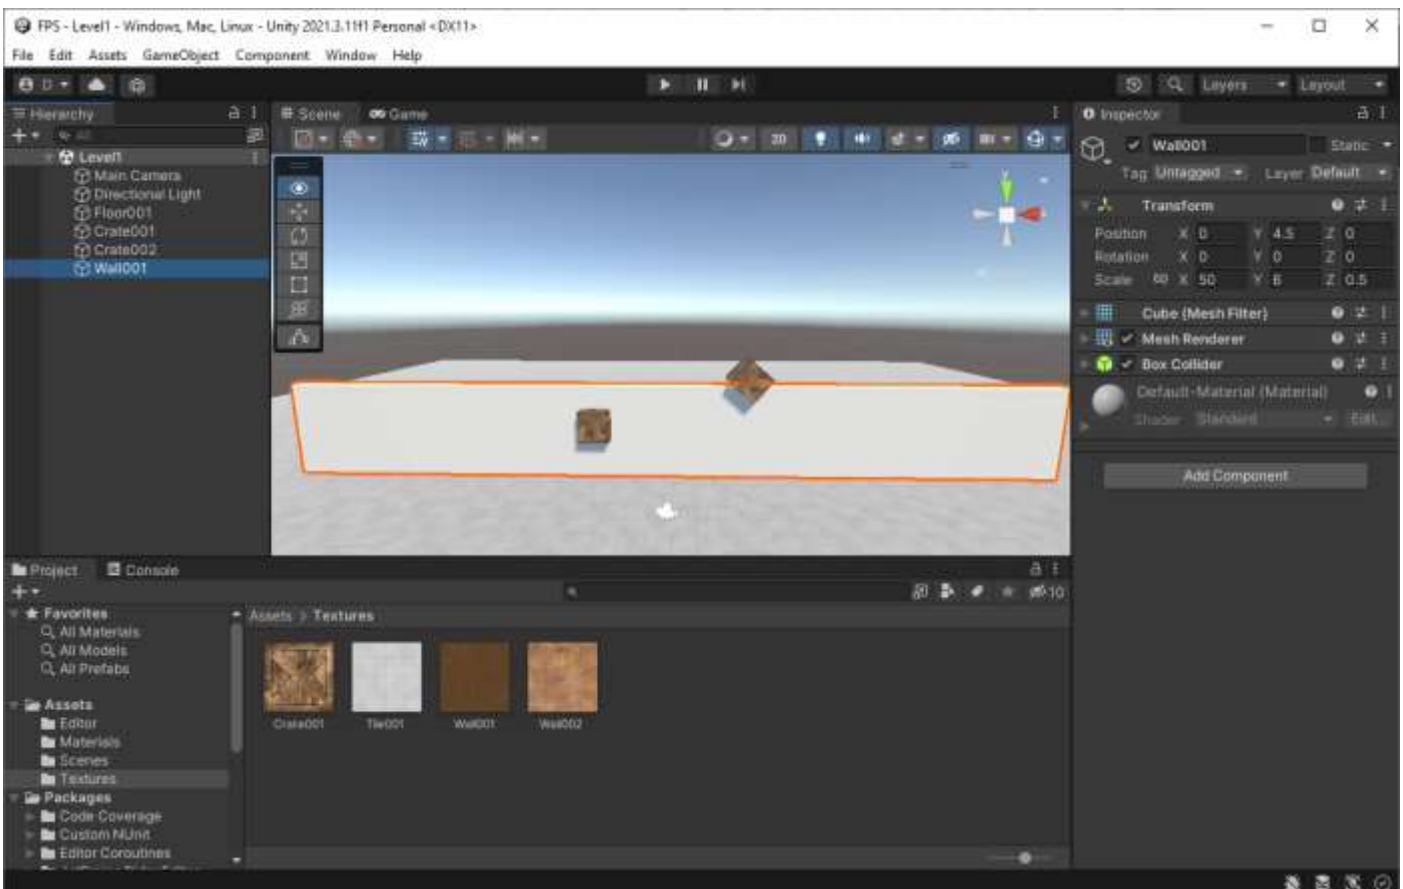 FPS - Level1 - Windows, Mac, Linux - Unity 2021.3.11f1 Personal <DX11>
File Edit Assets GameObject Component Window Help
D Layers Layout
Hierarchy
All
Level1
Main Camera
Directional Light
Floor001
Crate001
Crate002
Wall001
Scene Game
2D
Inspector
Wall001 Static
Tag Untagged Layer Default
Transform
Position X 0 Y 4.5 Z 0
Rotation X 0 Y 0 Z 0
Scale X 50 Y 6 Z 0.5
Cube (Mesh Filter)
Mesh Renderer
Box Collider
Default-Material (Material)
Shader Standard Edit...
Add Component
Project Console
10
Favorites
All Materials
All Models
All Prefabs
Assets
Editor
Materials
Scenes
Textures
Packages
Code Coverage
Custom NUnit
Editor Coroutines
Assets > Textures
Crate001 Tile001 Wall001 Wall002